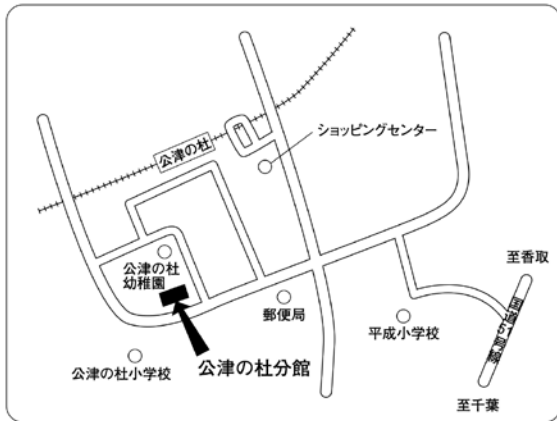 公津の杜
ショッピングセンター
公津の杜
幼稚園
郵便局
平成小学校
公津の杜小学校
公津の杜分館
至香取
国道51号線
至千葉